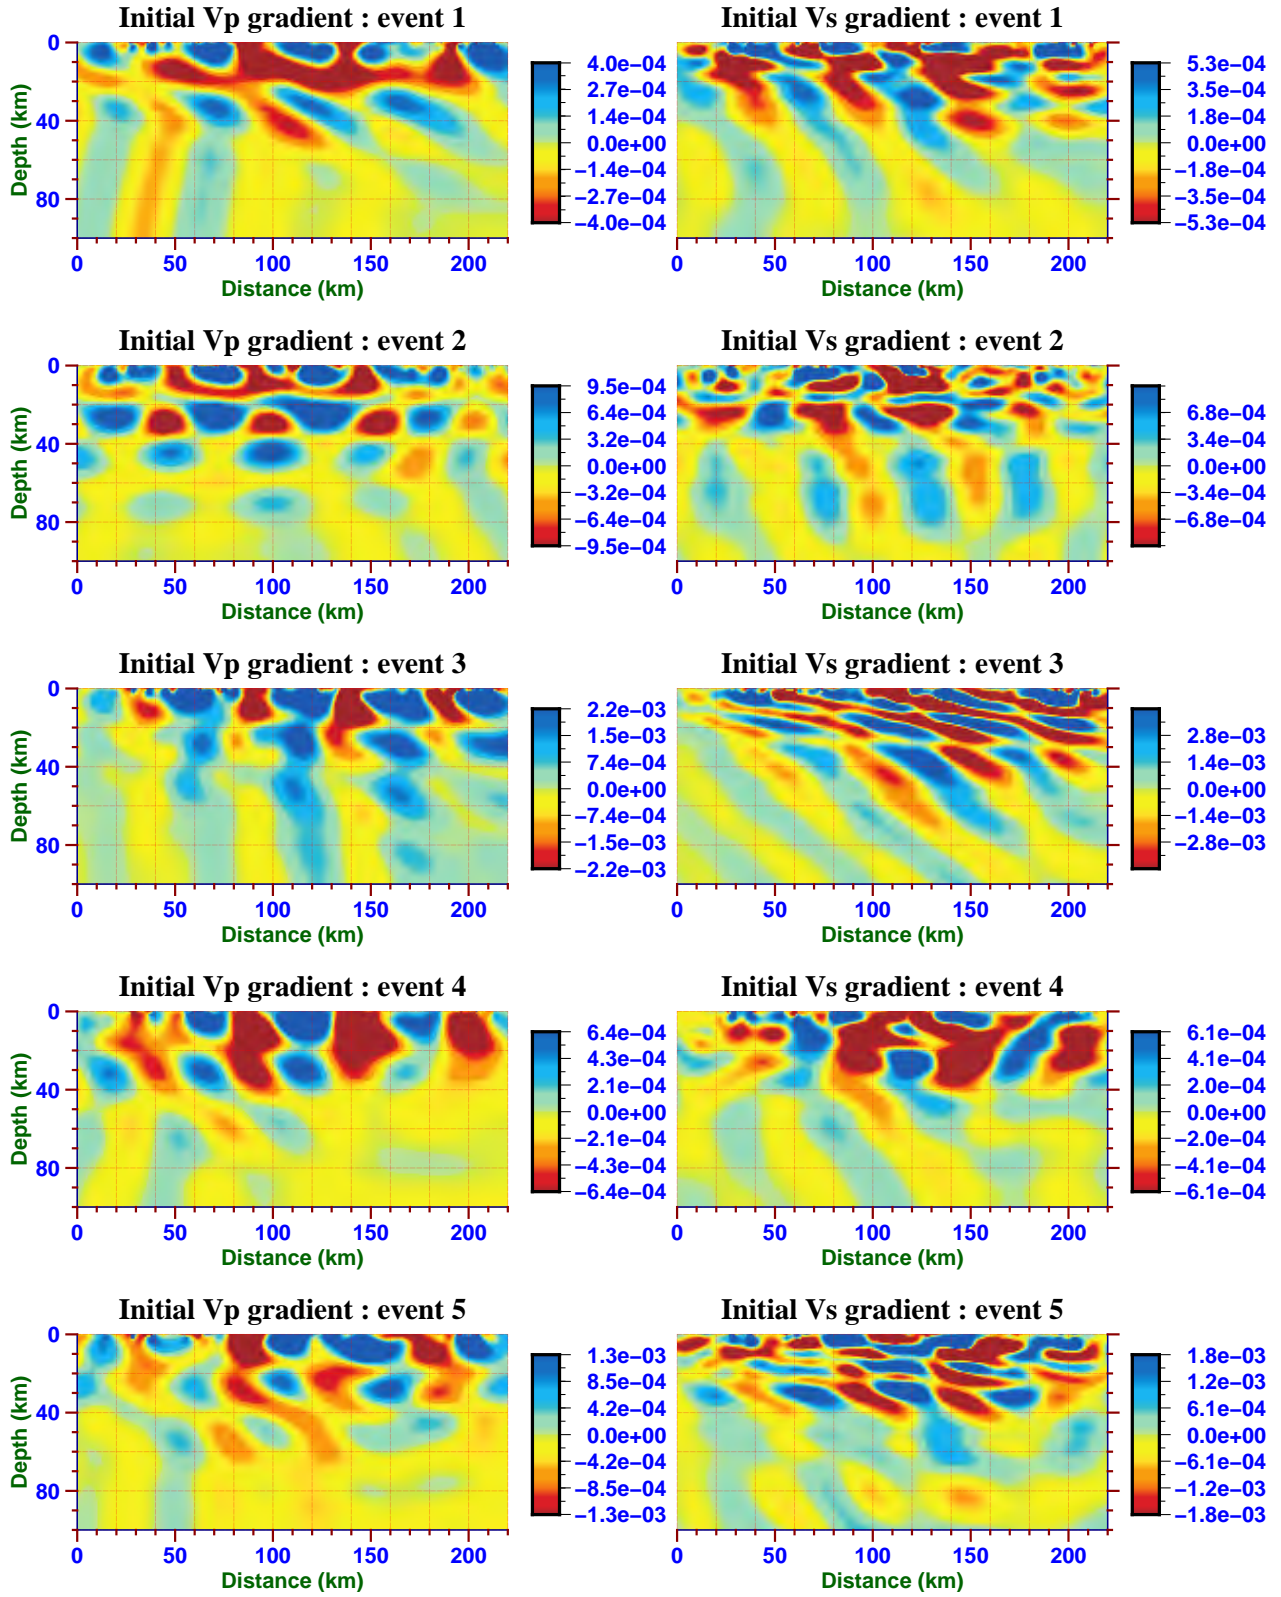 Initial Vp gradient : event 1
Initial Vs gradient : event 1
0
40
80
Depth (km)
0 50 100 150 200
Distance (km)
4.0e−04
2.7e−04
1.4e−04
0.0e+00
−1.4e−04
−2.7e−04
−4.0e−04
0 50 100 150 200
Distance (km)
5.3e−04
3.5e−04
1.8e−04
0.0e+00
−1.8e−04
−3.5e−04
−5.3e−04
Initial Vp gradient : event 2
Initial Vs gradient : event 2
0
40
80
Depth (km)
0 50 100 150 200
Distance (km)
9.5e−04
6.4e−04
3.2e−04
0.0e+00
−3.2e−04
−6.4e−04
−9.5e−04
0 50 100 150 200
Distance (km)
6.8e−04
3.4e−04
0.0e+00
−3.4e−04
−6.8e−04
Initial Vp gradient : event 3
Initial Vs gradient : event 3
0
40
80
Depth (km)
0 50 100 150 200
Distance (km)
2.2e−03
1.5e−03
7.4e−04
0.0e+00
−7.4e−04
−1.5e−03
−2.2e−03
0 50 100 150 200
Distance (km)
2.8e−03
1.4e−03
0.0e+00
−1.4e−03
−2.8e−03
Initial Vp gradient : event 4
Initial Vs gradient : event 4
0
40
80
Depth (km)
0 50 100 150 200
Distance (km)
6.4e−04
4.3e−04
2.1e−04
0.0e+00
−2.1e−04
−4.3e−04
−6.4e−04
0 50 100 150 200
Distance (km)
6.1e−04
4.1e−04
2.0e−04
0.0e+00
−2.0e−04
−4.1e−04
−6.1e−04
Initial Vp gradient : event 5
Initial Vs gradient : event 5
0
40
80
Depth (km)
0 50 100 150 200
Distance (km)
1.3e−03
8.5e−04
4.2e−04
0.0e+00
−4.2e−04
−8.5e−04
−1.3e−03
0 50 100 150 200
Distance (km)
1.8e−03
1.2e−03
6.1e−04
0.0e+00
−6.1e−04
−1.2e−03
−1.8e−03